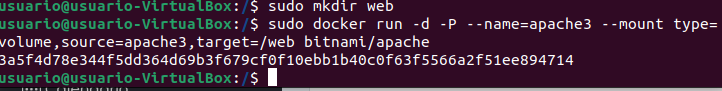 usuario@usuario-VirtualBox:/$ sudo mkdir web
usuario@usuario-VirtualBox:/$ sudo docker run -d -P --name=apache3 --mount type=
volume,source=apache3,target=/web bitnami/apache
3a5f4d78e344f5dd364d69b3f679cf0f10ebb1b40c0f63f5566a2f51ee894714
usuario@usuario-VirtualBox:/$